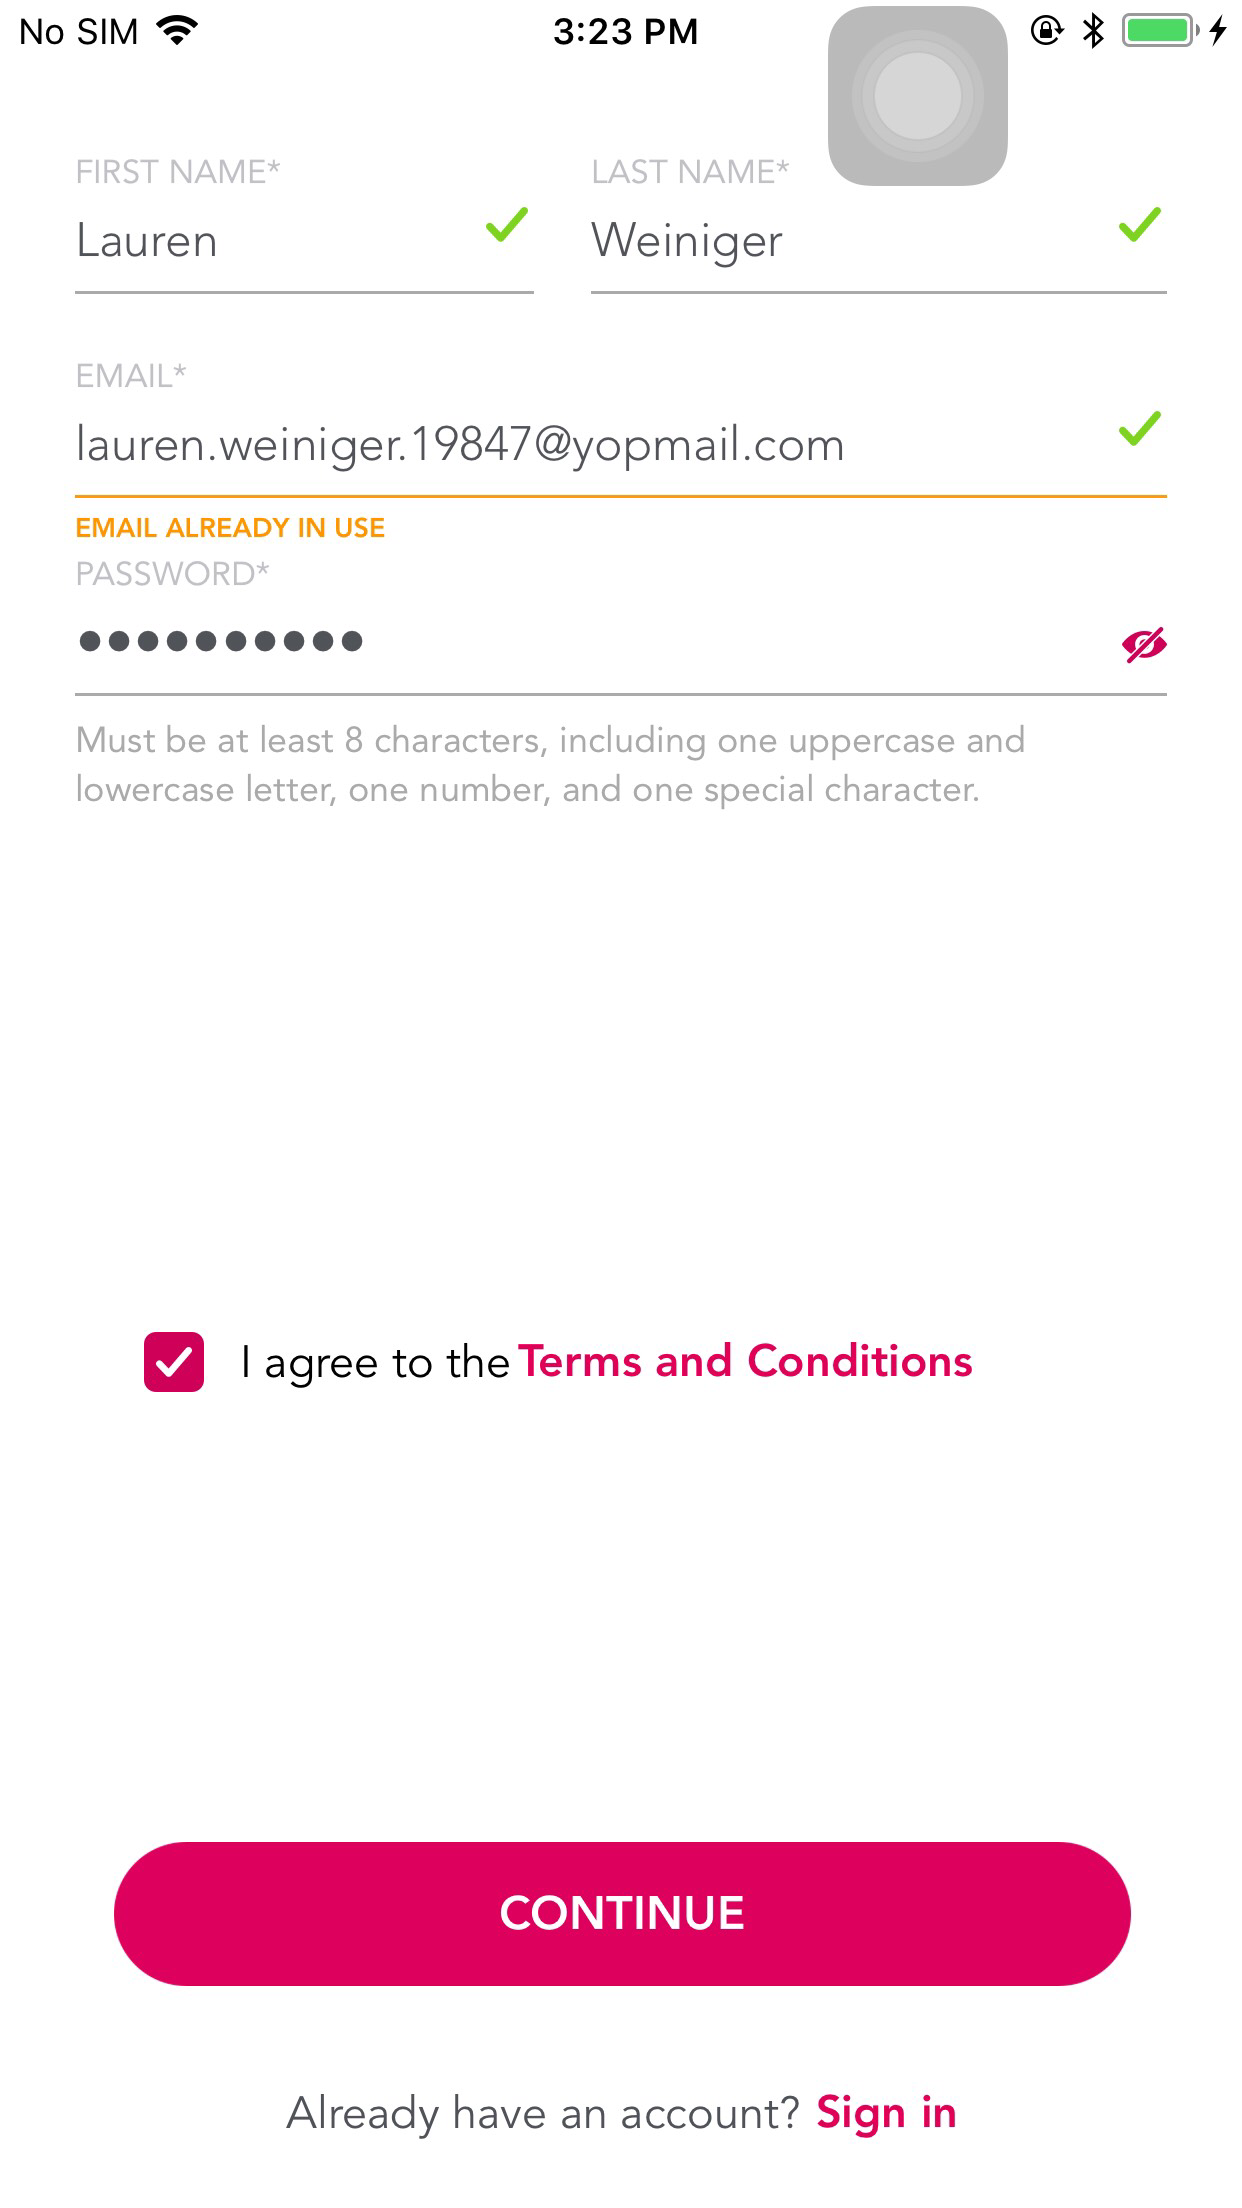 No SIM 3:23 PM
FIRST NAME* LAST NAME*
Lauren Weiniger
EMAIL*
lauren.weiniger.19847@yopmail.com
EMAIL ALREADY IN USE
PASSWORD*
Must be at least 8 characters, including one uppercase and
lowercase letter, one number, and one special character.
I agree to the Terms and Conditions
CONTINUE
Already have an account? Sign in